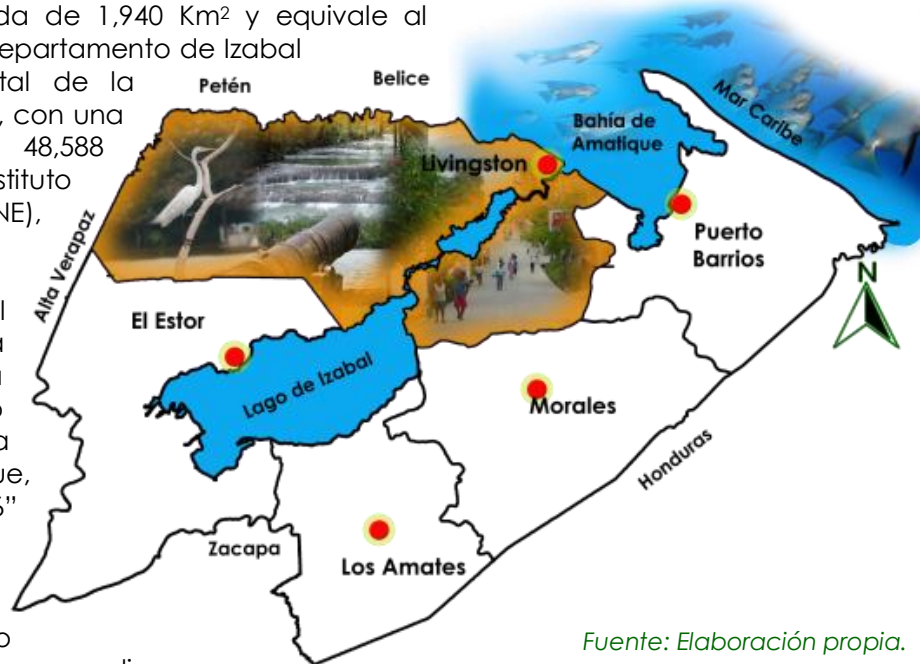 da de 1,940 Km² y equivale al
epartamento de Izabal
tal de la
, con una
48,588
stituto
NE),
Petén
Belice
Mar Caribe
Bahía de
Amatique
Livingston
Puerto
Barrios
Alta Verapaz
N
El Estor
Lago de Izabal
Morales
Honduras
ue,
S"
Zacapa
Los Amates
Fuente: Elaboración propia.